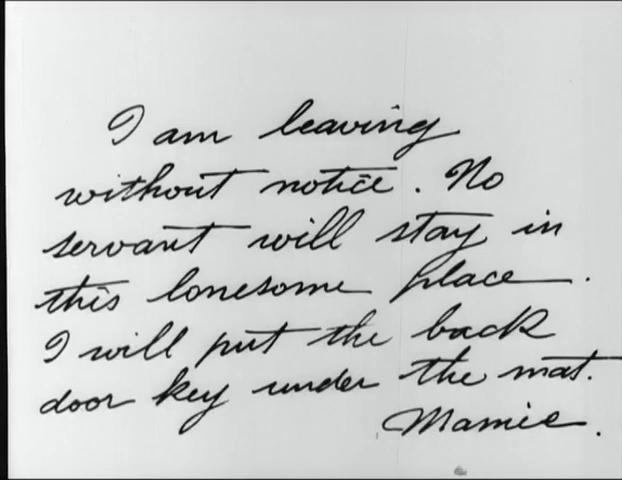 I am leaving
without notice. No
servant will stay in
this lonesome place.
I will put the back
door key under the mat.
Mamie.